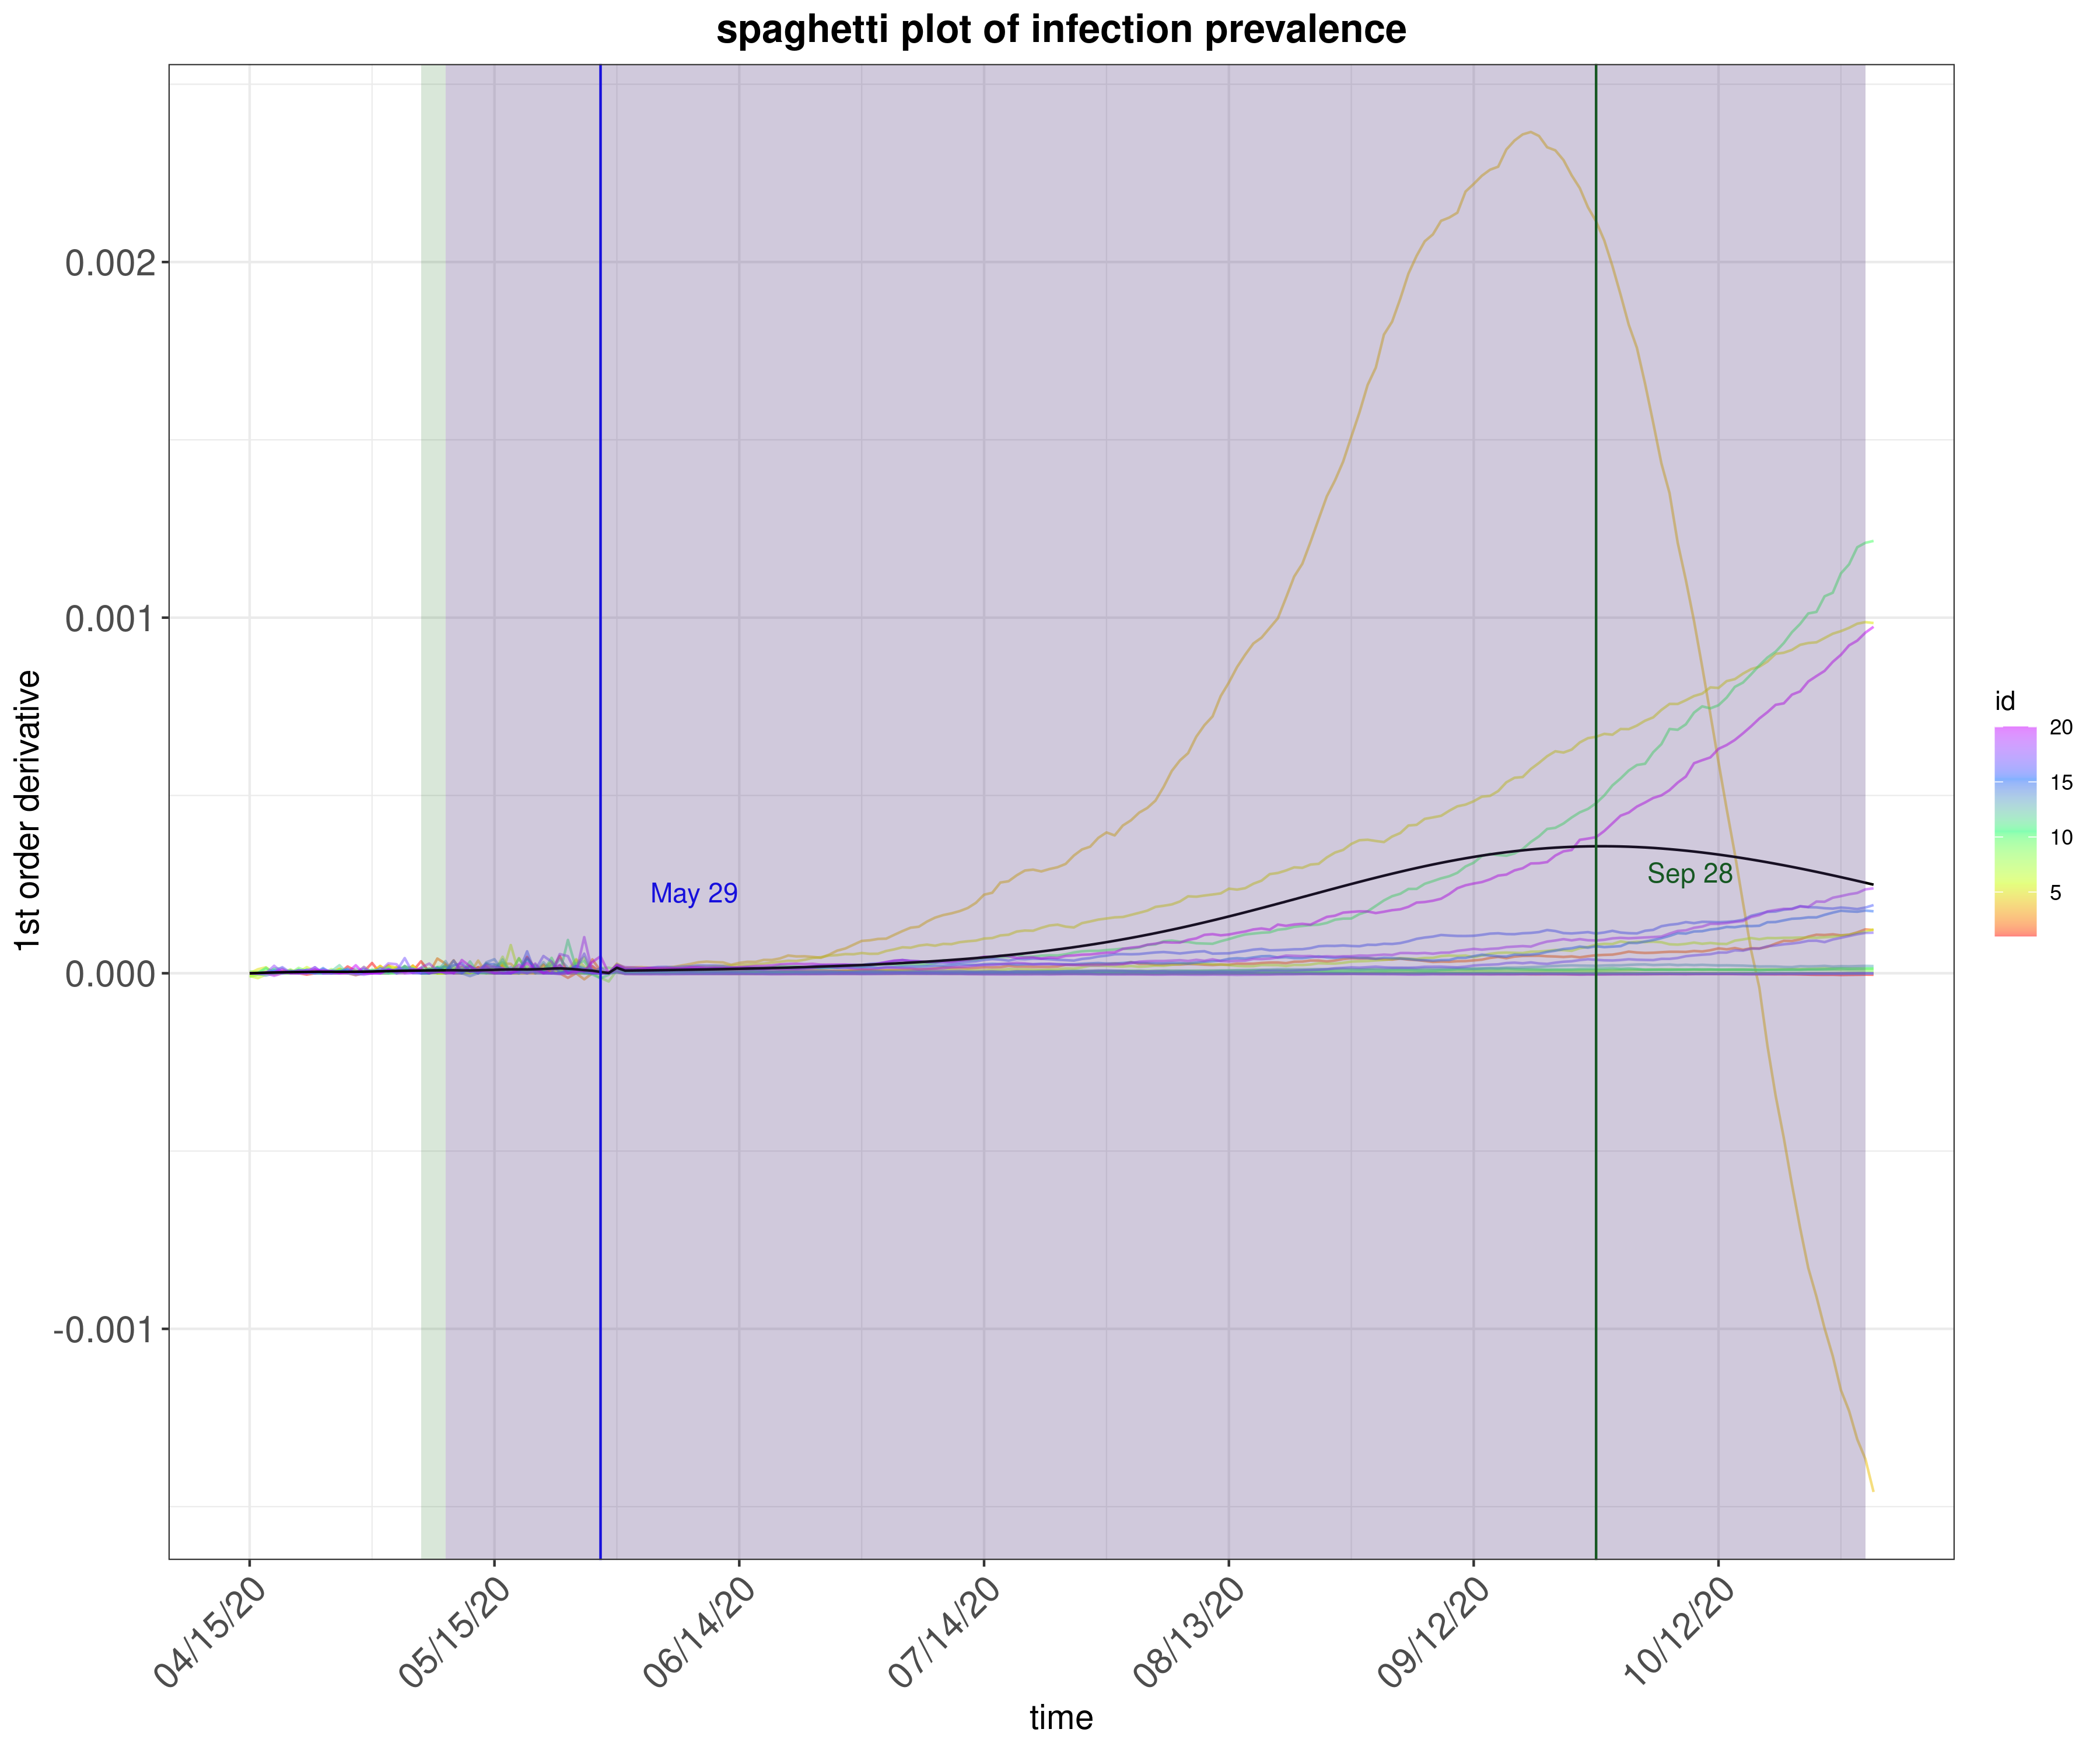 spaghetti plot of infection prevalence
1st order derivative
0.002
0.001
0.000
-0.001
May 29
Sep 28
id
20
15
10
5
04/15/20
05/15/20
06/14/20
07/14/20
08/13/20
09/12/20
10/12/20
time